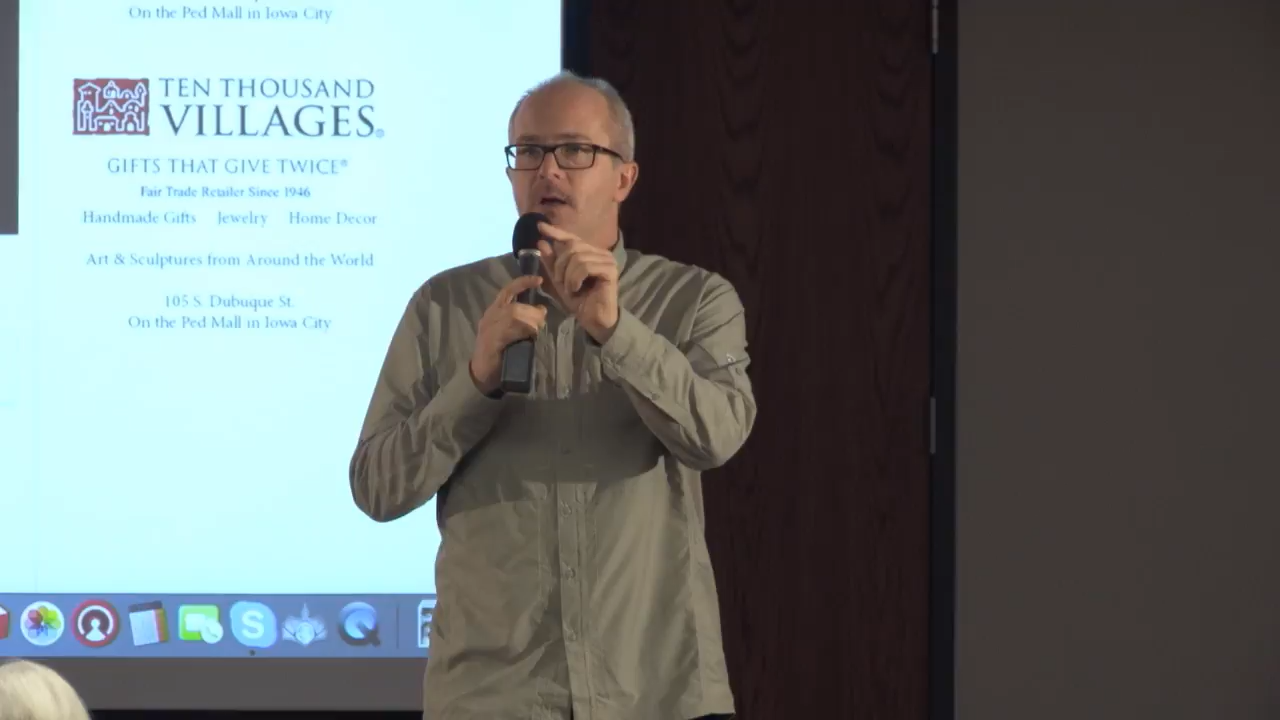 On the Ped Mall in Iowa City
TEN THOUSAND
VILLAGES®
GIFTS THAT GIVE TWICE®
Fair Trade Retailer Since 1946
Handmade Gifts Jewelry Home Decor
Art & Sculptures from Around the World
105 S. Dubuque St.
On the Ped Mall in Iowa City
S